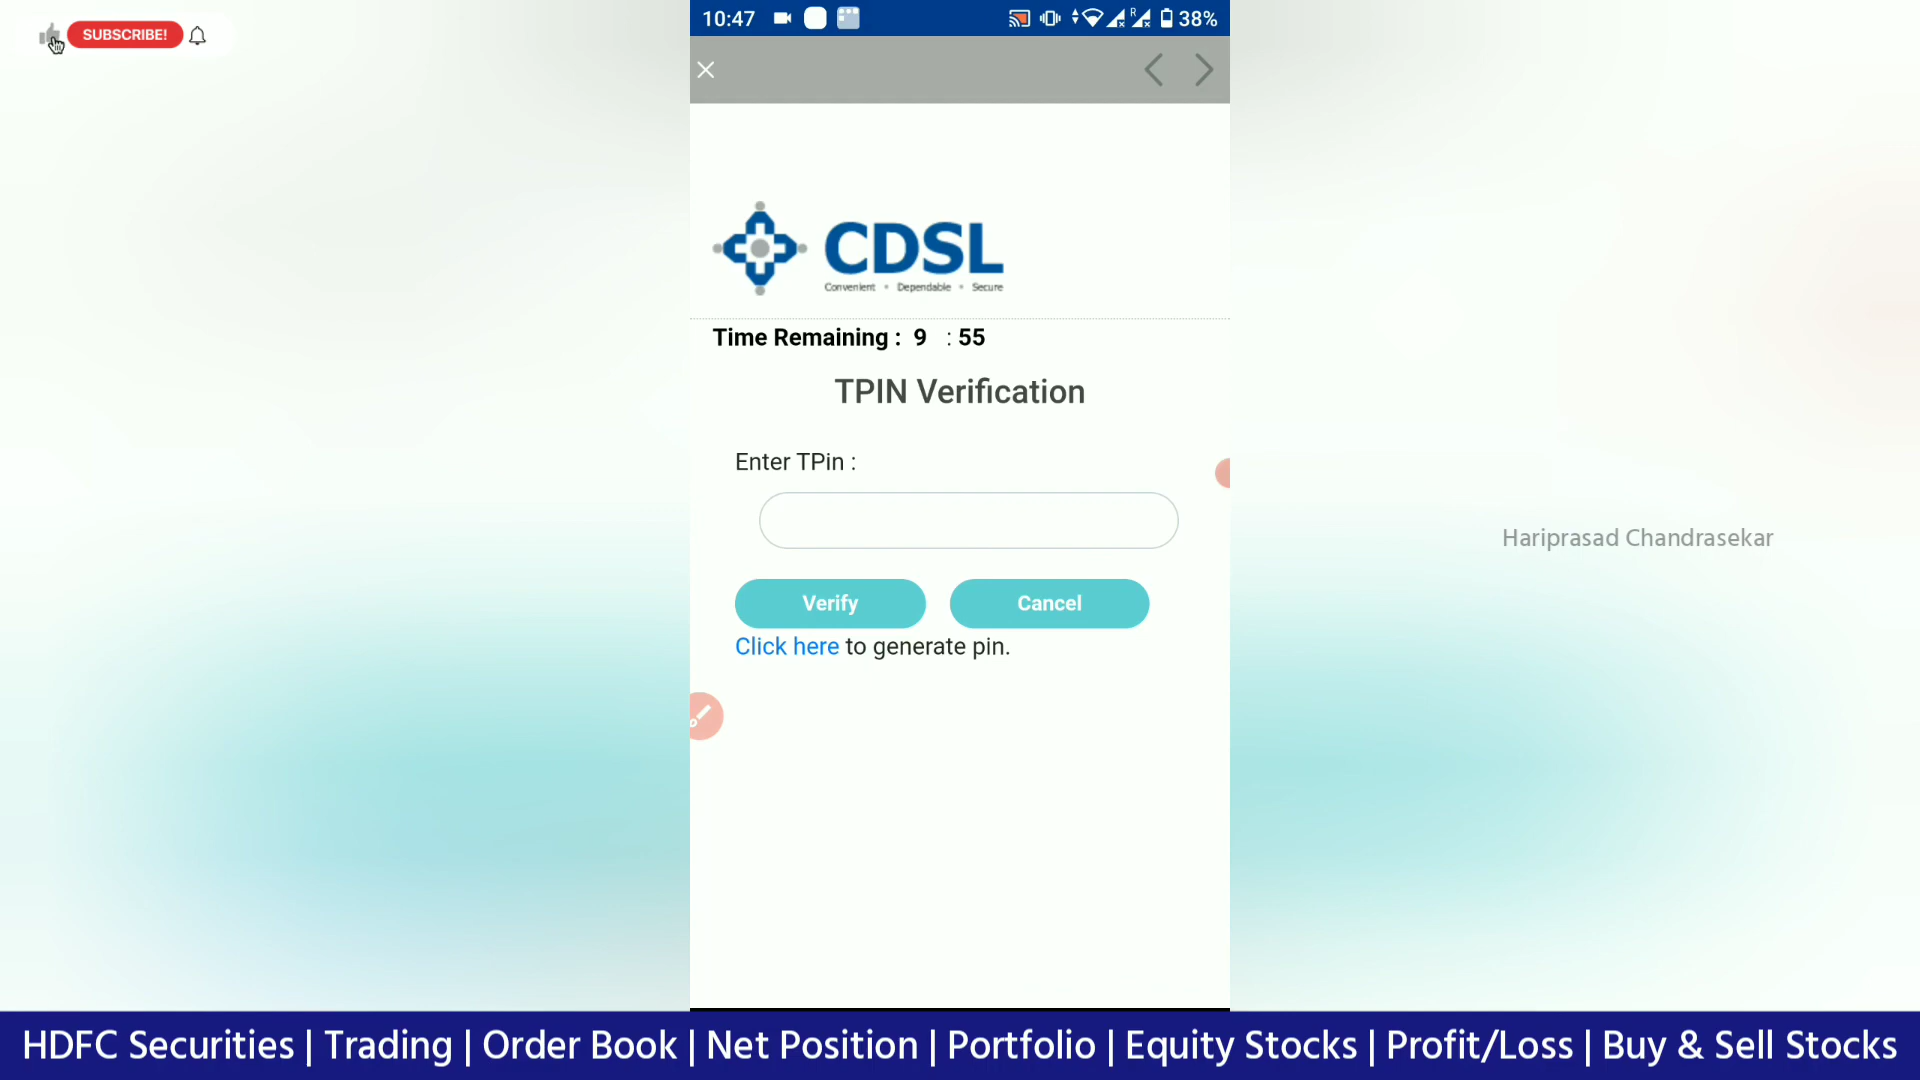 10:47
R
38%
SUBSCRIBE!
CDSL
Convenient • Dependable • Secure
Time Remaining : 9 : 55
TPIN Verification
Enter TPin :
Hariprasad Chandrasekar
Verify Cancel
Click here to generate pin.
HDFC Securities | Trading | Order Book | Net Position | Portfolio | Equity Stocks | Profit/Loss | Buy & Sell Stocks